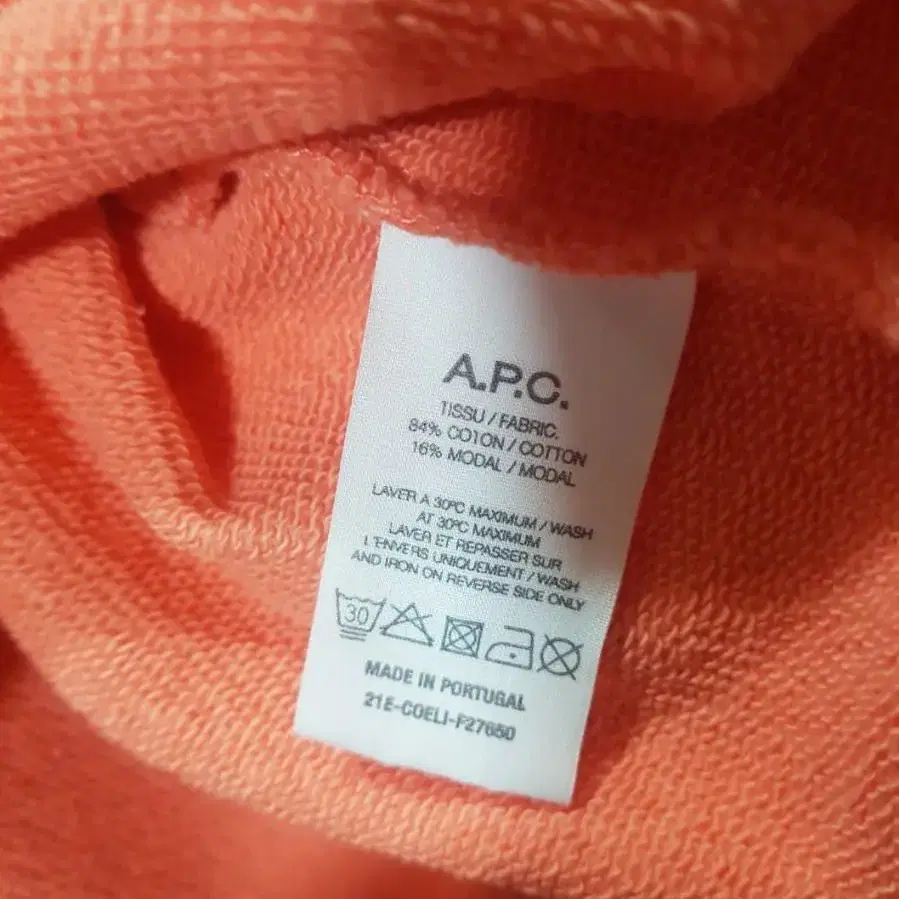 A.P.C.
TISSU / FABRIC.
84% COTON / COTTON
16% MODAL / MODAL
LAVER A 30ºC MAXIMUM / WASH
AT 30ºC MAXIMUM
LAVER ET REPASSER SUR
L'ENVERS UNIQUEMENT / WASH
AND IRON ON REVERSE SIDE ONLY
30
MADE IN PORTUGAL
21E-COELI-F27650